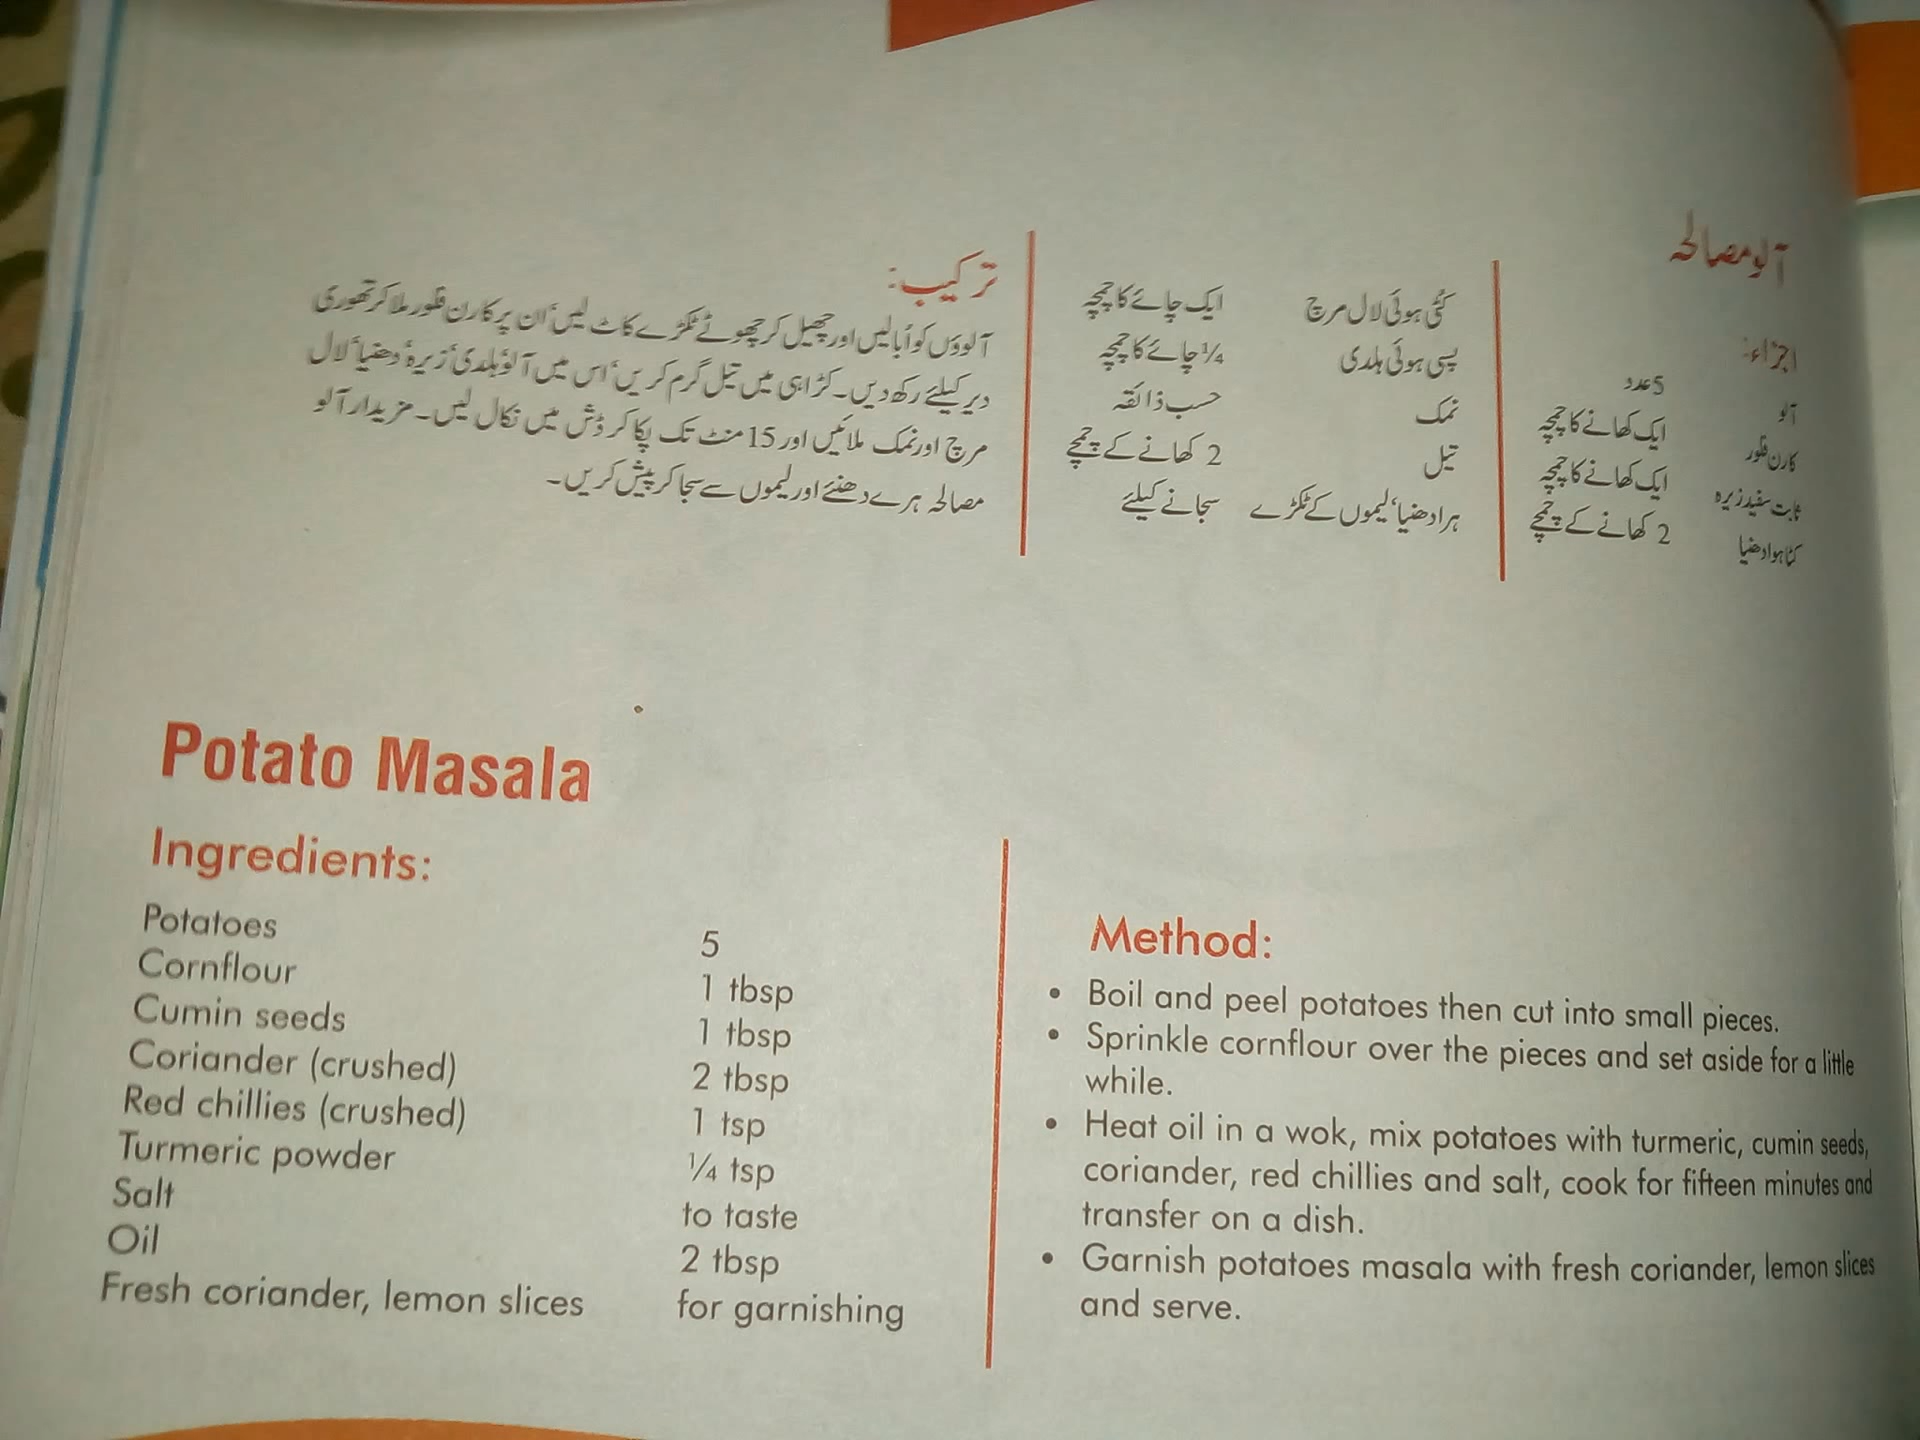 آلو مصالحہ
اجزاء:
آلو 5 عدد
کارن فلور ایک کھانے کا چمچہ
ثابت سفید زیرہ ایک کھانے کا چمچہ
کٹا ہوا دھنیا 2 کھانے کے چمچے
کٹی ہوئی لال مرچ ایک چائے کا چمچہ
پسی ہوئی ہلدی ¼ چائے کا چمچہ
نمک حسب ذائقہ
تیل 2 کھانے کے چمچے
ہرا دھنیا، لیموں کے ٹکڑے سجانے کیلئے
ترکیب:
آلوؤں کو اُبالیں اور چھیل کر چھوٹے ٹکڑے کاٹ لیں، ان پر کارن فلور ملا کر تھوری
دیر کیلئے رکھ دیں۔ کڑاہی میں تیل گرم کریں، اس میں آلو، ہلدی، زیرہ، دھنیا، لال
مرچ اور نمک ملائیں اور 15 منٹ تک پکا کر ڈش میں نکال لیں۔ مزیدار آلو
مصالحہ ہرے دھنئے اور لیموں سے سجا کر پیش کریں۔
Potato Masala
Ingredients:
Potatoes 5
Cornflour 1 tbsp
Cumin seeds 1 tbsp
Coriander (crushed) 2 tbsp
Red chillies (crushed) 1 tsp
Turmeric powder ¼ tsp
Salt to taste
Oil 2 tbsp
Fresh coriander, lemon slices for garnishing
Method:
• Boil and peel potatoes then cut into small pieces.
• Sprinkle cornflour over the pieces and set aside for a little
while.
• Heat oil in a wok, mix potatoes with turmeric, cumin seeds,
coriander, red chillies and salt, cook for fifteen minutes and
transfer on a dish.
• Garnish potatoes masala with fresh coriander, lemon slices
and serve.